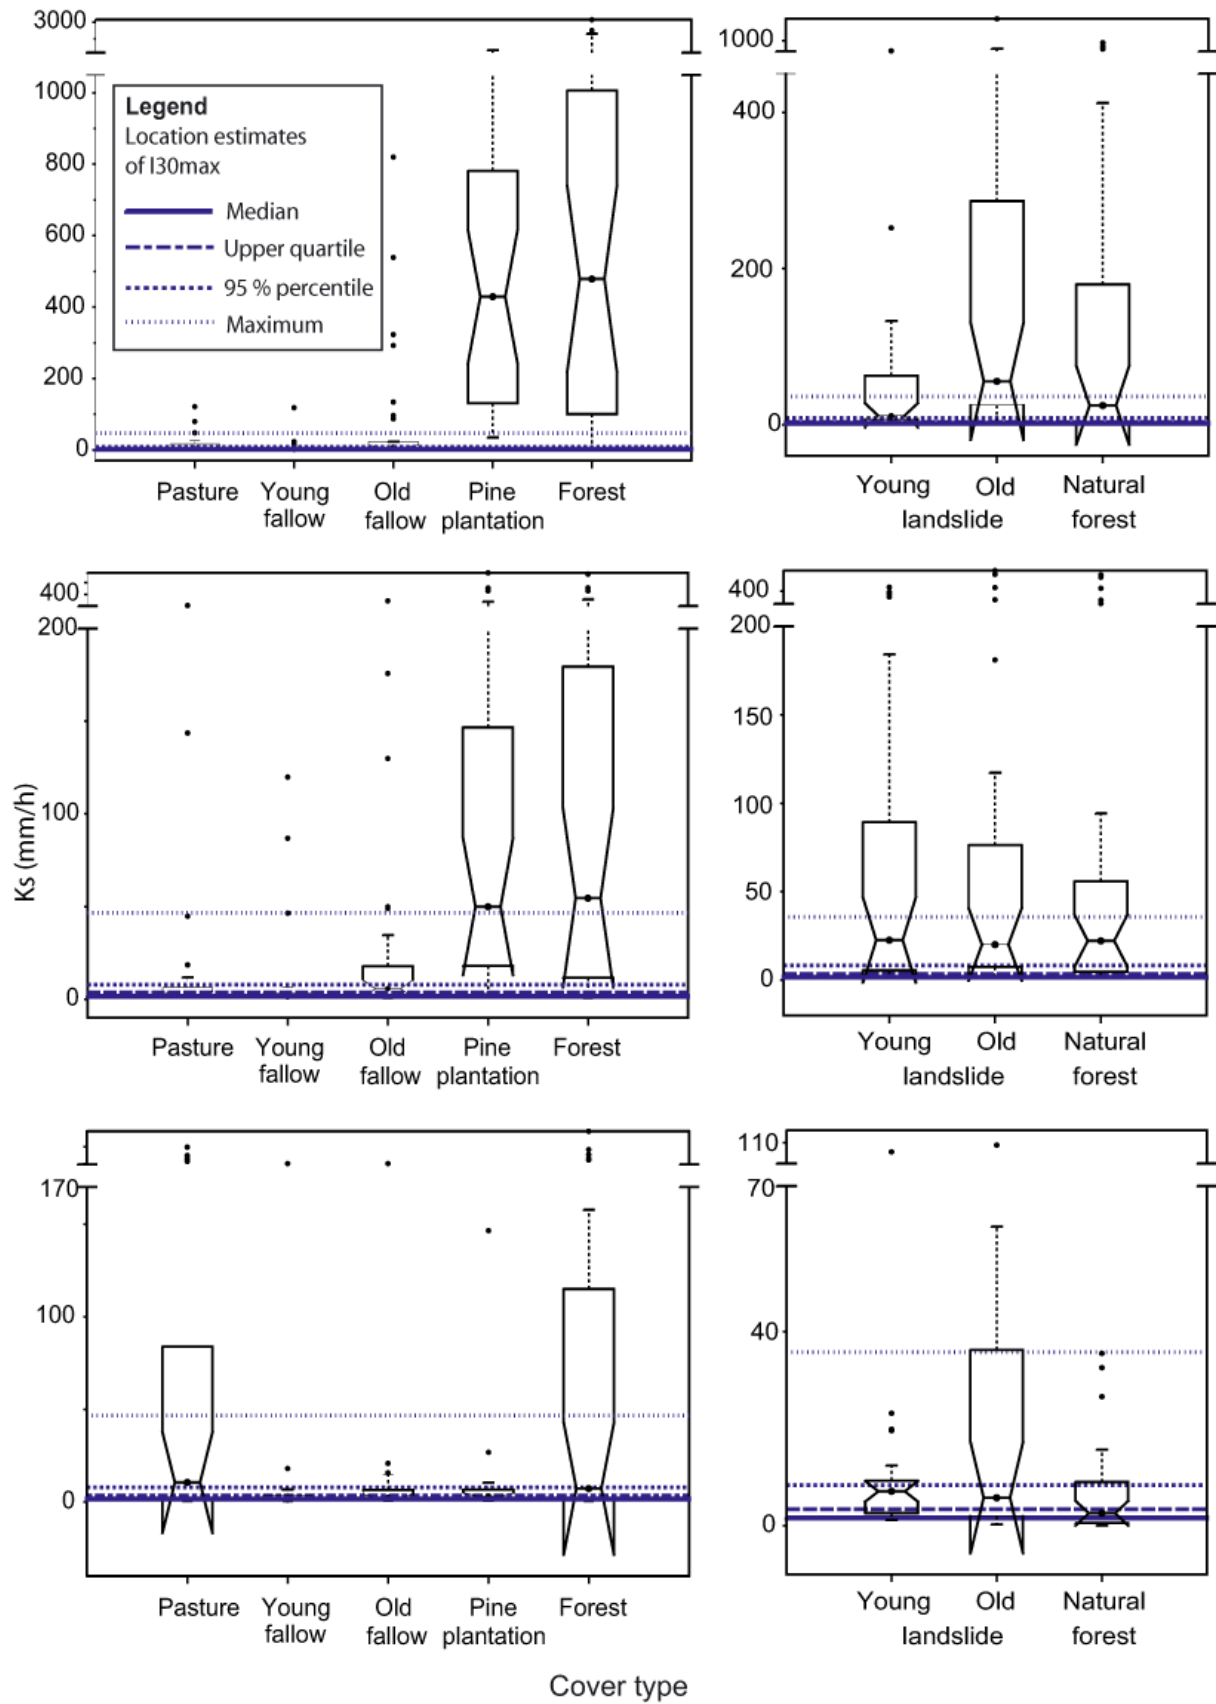 3000
1000
800
600
400
200
0
Legend
Location estimates
of I30max
Median
Upper quartile
95 % percentile
Maximum
Pasture Young Old Pine Forest
fallow fallow plantation
1000
400
200
0
Young Old Natural
landslide forest
Ks (mm/h)
400
200
100
0
Pasture Young Old Pine Forest
fallow fallow plantation
400
200
150
100
50
0
Young Old Natural
landslide forest
170
100
0
Pasture Young Old Pine Forest
fallow fallow plantation
110
70
40
0
Young Old Natural
landslide forest
Cover type